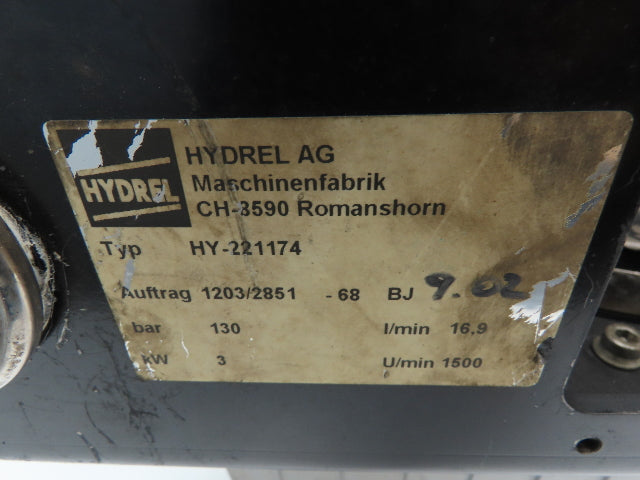 HYDREL
HYDREL AG
Maschinenfabrik
CH-8590 Romanshorn
Typ HY-221174
Auftrag 1203/2851 - 68 BJ 9.02
bar 130 l/min 16.9
kW 3 U/min 1500